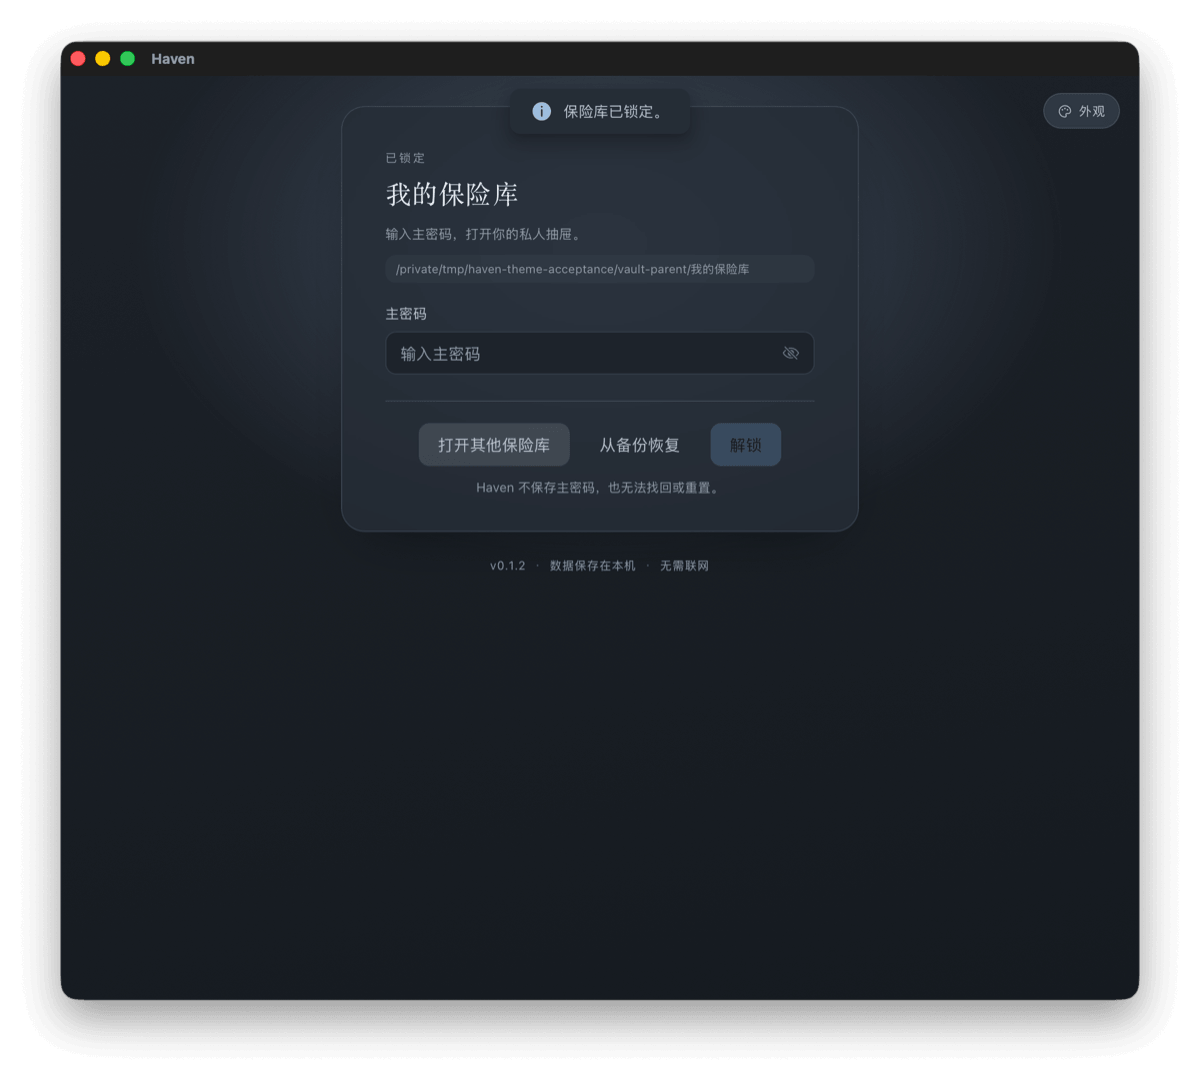 Haven
保险库已锁定。
外观
已锁定
我的保险库
输入主密码，打开你的私人抽屉。
/private/tmp/haven-theme-acceptance/vault-parent/我的保险库
主密码
输入主密码
打开其他保险库 从备份恢复 解锁
Haven 不保存主密码，也无法找回或重置。
v0.1.2 · 数据保存在本机 · 无需联网